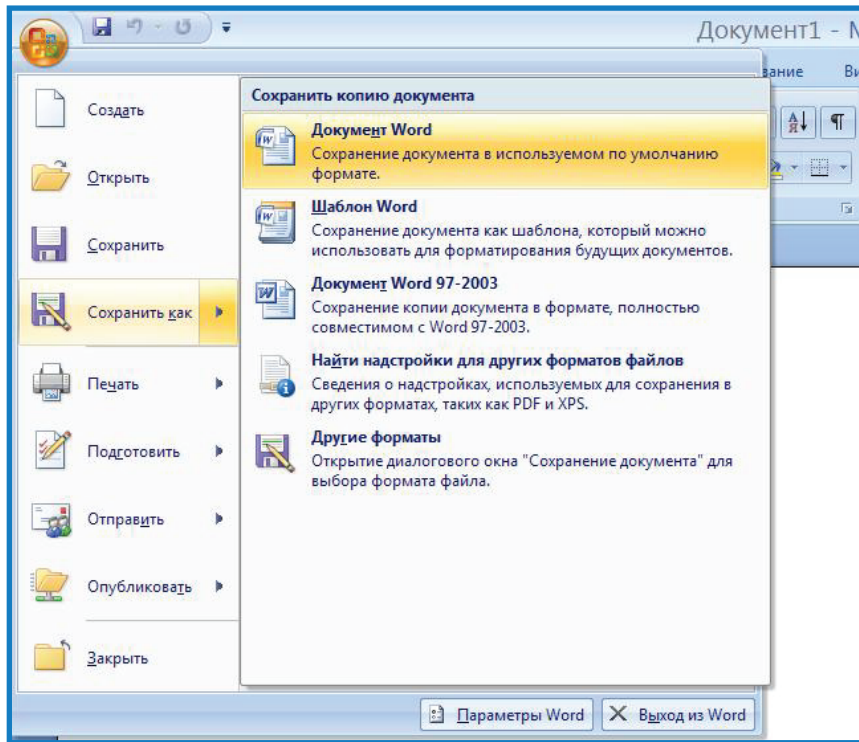 Документ1 - M
вание Ви
Создать
Открыть
Сохранить
Сохранить как
Печать
Подготовить
Отправить
Опубликовать
Закрыть
Сохранить копию документа
Документ Word
Сохранение документа в используемом по умолчанию
формате.
Шаблон Word
Сохранение документа как шаблона, который можно
использовать для форматирования будущих документов.
Документ Word 97-2003
Сохранение копии документа в формате, полностью
совместимом с Word 97-2003.
Найти надстройки для других форматов файлов
Сведения о надстройках, используемых для сохранения в
других форматах, таких как PDF и XPS.
Другие форматы
Открытие диалогового окна "Сохранение документа" для
выбора формата файла.
Параметры Word Выход из Word